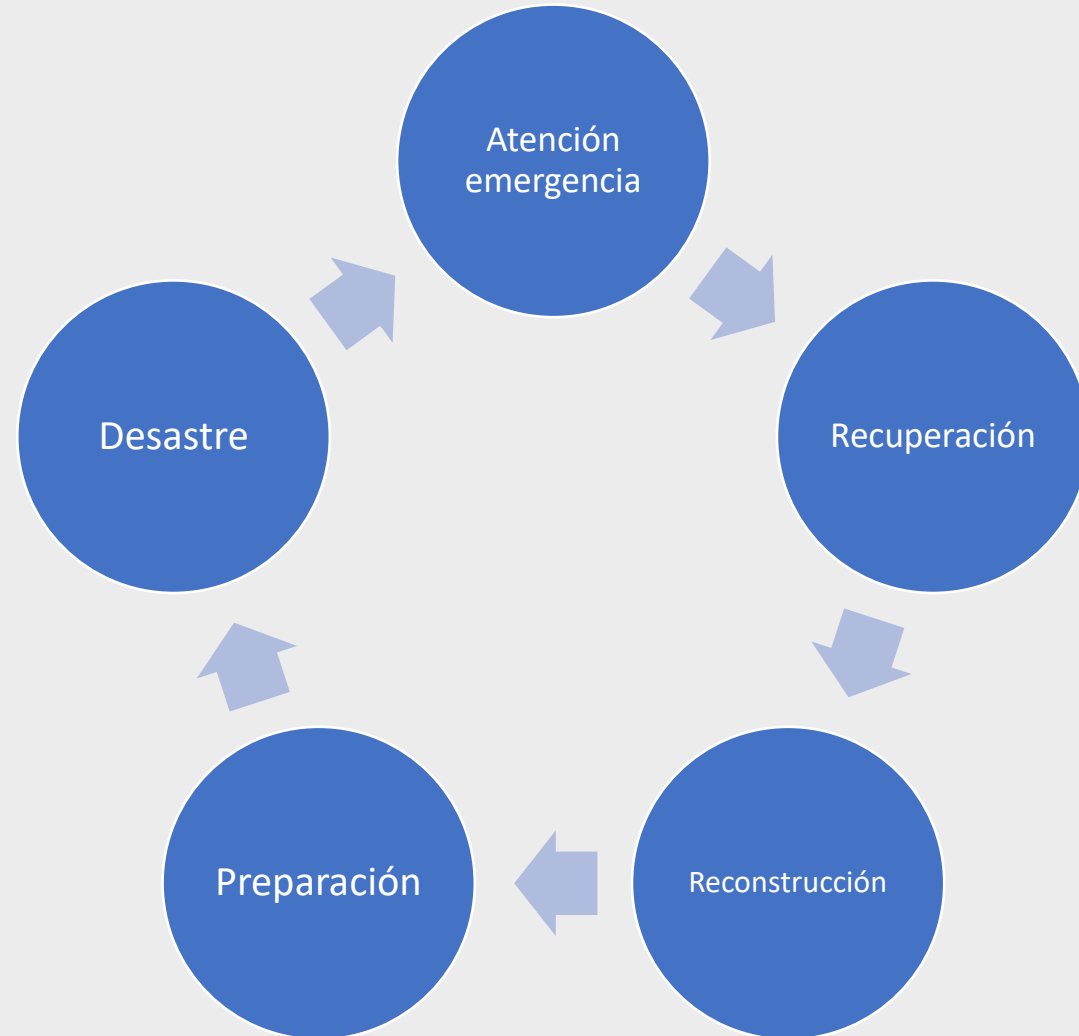 Atención
emergencia
Desastre
Recuperación
Preparación
Reconstrucción